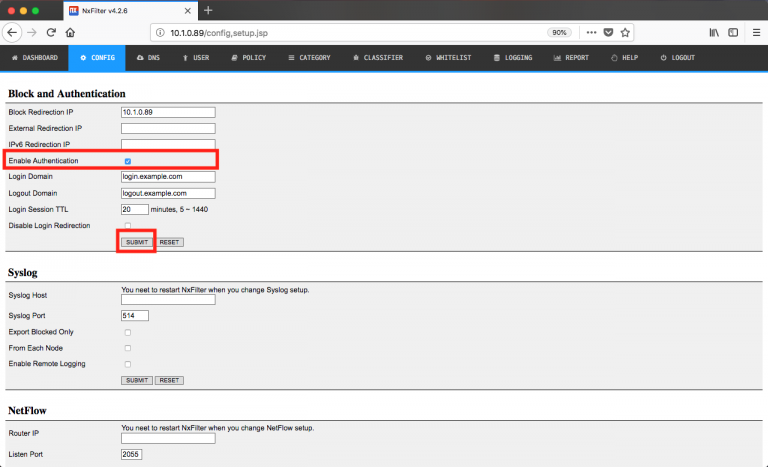 NxFilter v4.2.6
10.1.0.89/config,setup.jsp
90%
DASHBOARD CONFIG DNS USER POLICY CATEGORY CLASSIFIER WHITELIST LOGGING REPORT HELP LOGOUT
Block and Authentication
Block Redirection IP 10.1.0.89
External Redirection IP
IPv6 Redirection IP
Enable Authentication
Login Domain login.example.com
Logout Domain logout.example.com
Login Session TTL 20 minutes, 5 ~ 1440
Disable Login Redirection
SUBMIT RESET
Syslog
You neet to restart NxFilter when you change Syslog setup.
Syslog Host
Syslog Port 514
Export Blocked Only
From Each Node
Enable Remote Logging
SUBMIT RESET
NetFlow
You neet to restart NxFilter when you change NetFlow setup.
Router IP
Listen Port 2055